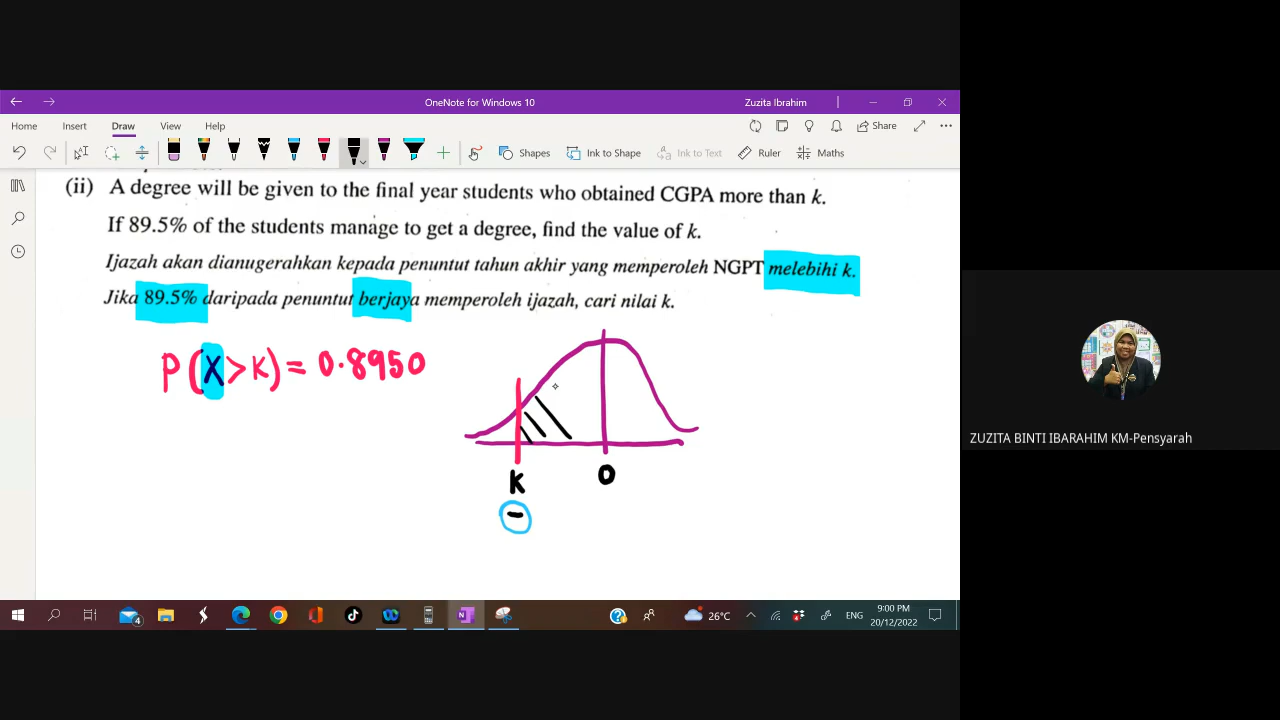 OneNote for Windows 10
Zuzita Ibrahim
Home Insert Draw View Help
Share
Shapes Ink to Shape Ink to Text Ruler Maths
(ii) A degree will be given to the final year students who obtained CGPA more than k.
If 89.5% of the students manage to get a degree, find the value of k.
Ijazah akan dianugerahkan kepada penuntut tahun akhir yang memperoleh NGPT melebihi k.
Jika 89.5% daripada penuntut berjaya memperoleh ijazah, cari nilai k.
P(X>K)=0.8950
K 0
-
ZUZITA BINTI IBARAHIM KM-Pensyarah
4
26°C
ENG
9:00 PM
20/12/2022